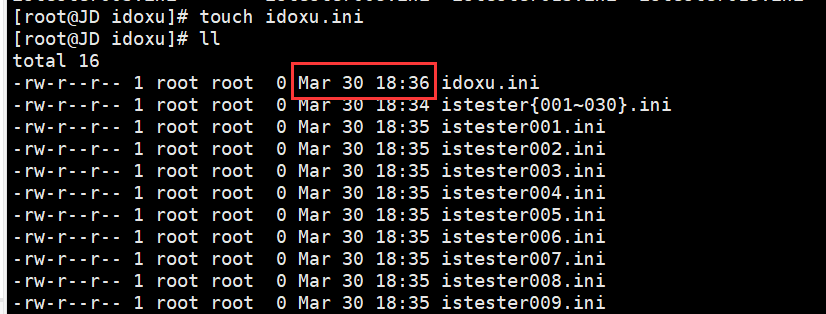 [root@JD idoxu]# touch idoxu.ini
[root@JD idoxu]# ll
total 16
-rw-r--r-- 1 root root  0 Mar 30 18:36 idoxu.ini
-rw-r--r-- 1 root root  0 Mar 30 18:34 istester{001~030}.ini
-rw-r--r-- 1 root root  0 Mar 30 18:35 istester001.ini
-rw-r--r-- 1 root root  0 Mar 30 18:35 istester002.ini
-rw-r--r-- 1 root root  0 Mar 30 18:35 istester003.ini
-rw-r--r-- 1 root root  0 Mar 30 18:35 istester004.ini
-rw-r--r-- 1 root root  0 Mar 30 18:35 istester005.ini
-rw-r--r-- 1 root root  0 Mar 30 18:35 istester006.ini
-rw-r--r-- 1 root root  0 Mar 30 18:35 istester007.ini
-rw-r--r-- 1 root root  0 Mar 30 18:35 istester008.ini
-rw-r--r-- 1 root root  0 Mar 30 18:35 istester009.ini